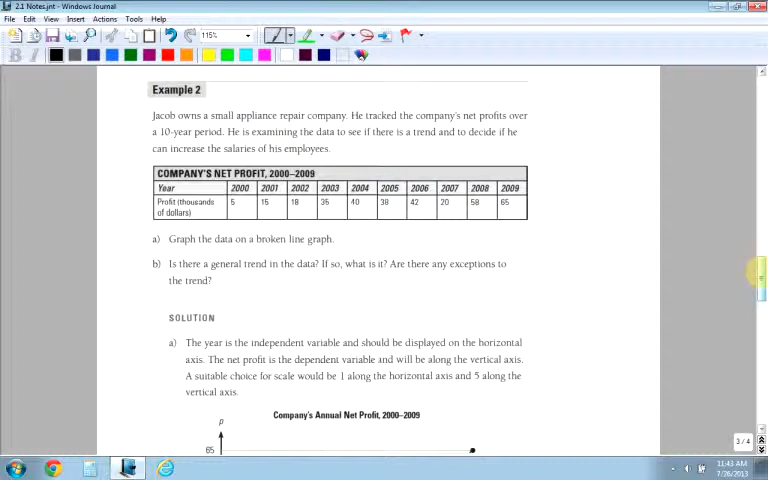 2.1 Notes.jnt - Windows Journal
File Edit View Insert Actions Tools Help
115%
B I
Example 2
Jacob owns a small appliance repair company. He tracked the company's net profits over
a 10-year period. He is examining the data to see if there is a trend and to decide if he
can increase the salaries of his employees.
COMPANY'S NET PROFIT, 2000–2009
Year 2000 2001 2002 2003 2004 2005 2006 2007 2008 2009
Profit (thousands of dollars) 5 15 18 35 40 38 42 20 58 65
a) Graph the data on a broken line graph.
b) Is there a general trend in the data? If so, what is it? Are there any exceptions to
the trend?
SOLUTION
a) The year is the independent variable and should be displayed on the horizontal
axis. The net profit is the dependent variable and will be along the vertical axis.
A suitable choice for scale would be 1 along the horizontal axis and 5 along the
vertical axis.
Company's Annual Net Profit, 2000–2009
P
65
3 / 4
11:43 AM
7/26/2013